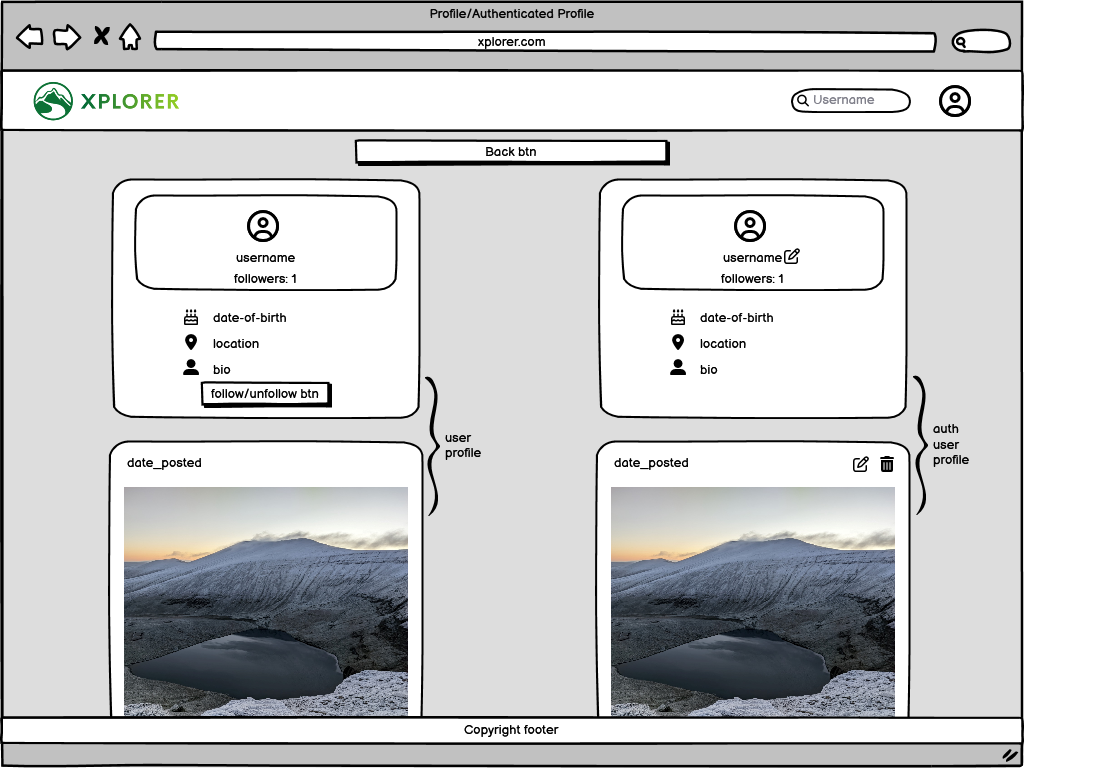 Profile/Authenticated Profile
xplorer.com
XPLORER
Username
Back btn
username
followers: 1
date-of-birth
location
bio
follow/unfollow btn
user
profile
date_posted
username
followers: 1
date-of-birth
location
bio
auth
user
profile
date_posted
Copyright footer